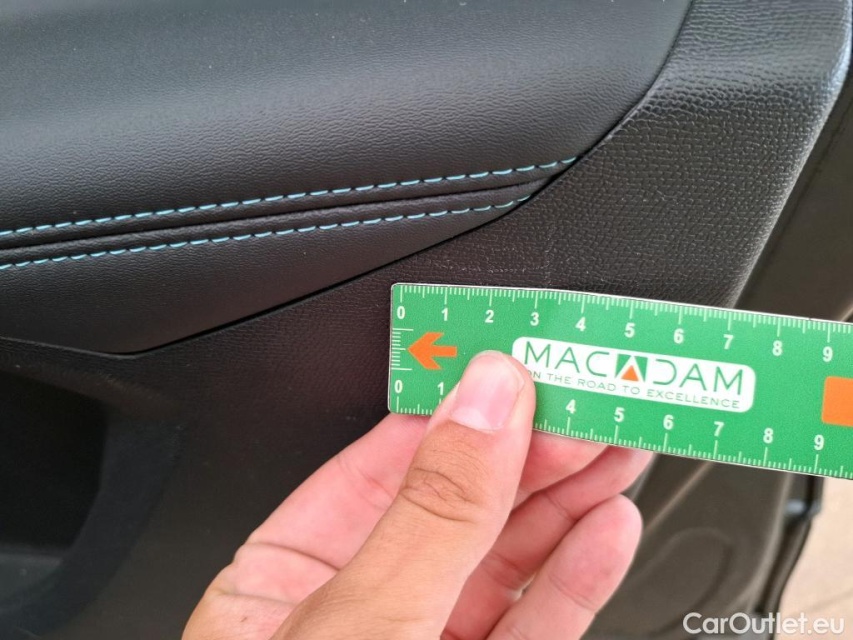 0 1 2 3 4 5 6 7 8 9
MACADAM
ON THE ROAD TO EXCELLENCE
0 1 4 5 6 7 8 9
CarOutlet.eu